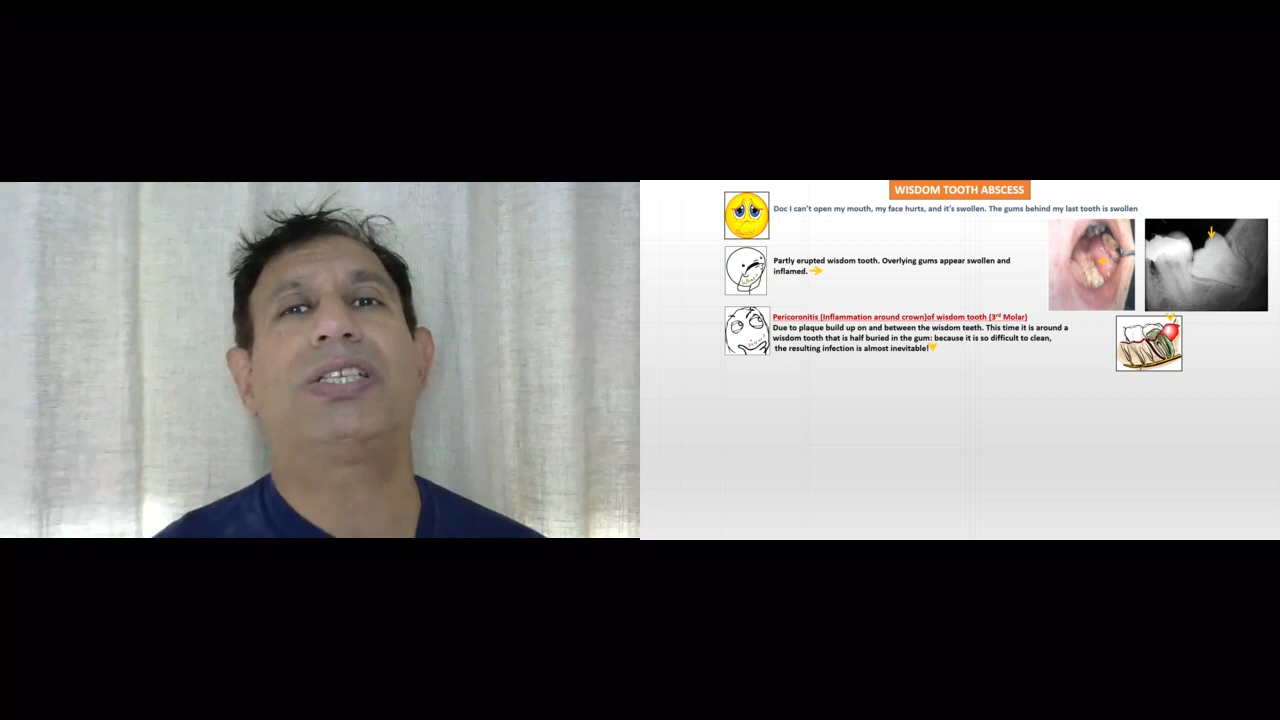 WISDOM TOOTH ABSCESS
Doc I can't open my mouth, my face hurts, and it's swollen. The gums behind my last tooth is swollen
Partly erupted wisdom tooth. Overlying gums appear swollen and
inflamed.
Pericoronitis (Inflammation around crown)of wisdom tooth (3rd Molar)
Due to plaque build up on and between the wisdom teeth. This time it is around a
wisdom tooth that is half buried in the gum: because it is so difficult to clean,
the resulting infection is almost inevitable!